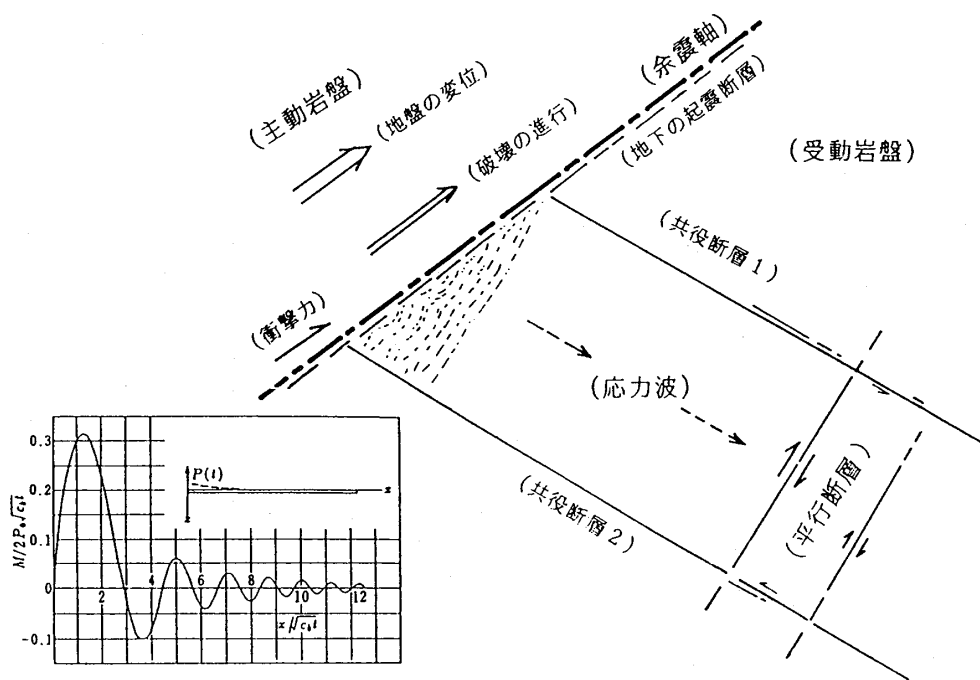 (余震軸)
(地下の起震断層)
(主動岩盤)
(地盤の変位)
(破壊の進行)
(受動岩盤)
(共役断層1)
(衝撃力)
(応力波)
(共役断層2)
(平行断層)
0.3
0.2
0.1
0
-0.1
M/2P₀√c_b t
P(t)
x
z
2
4
6
8
10
12
x/√c_b t